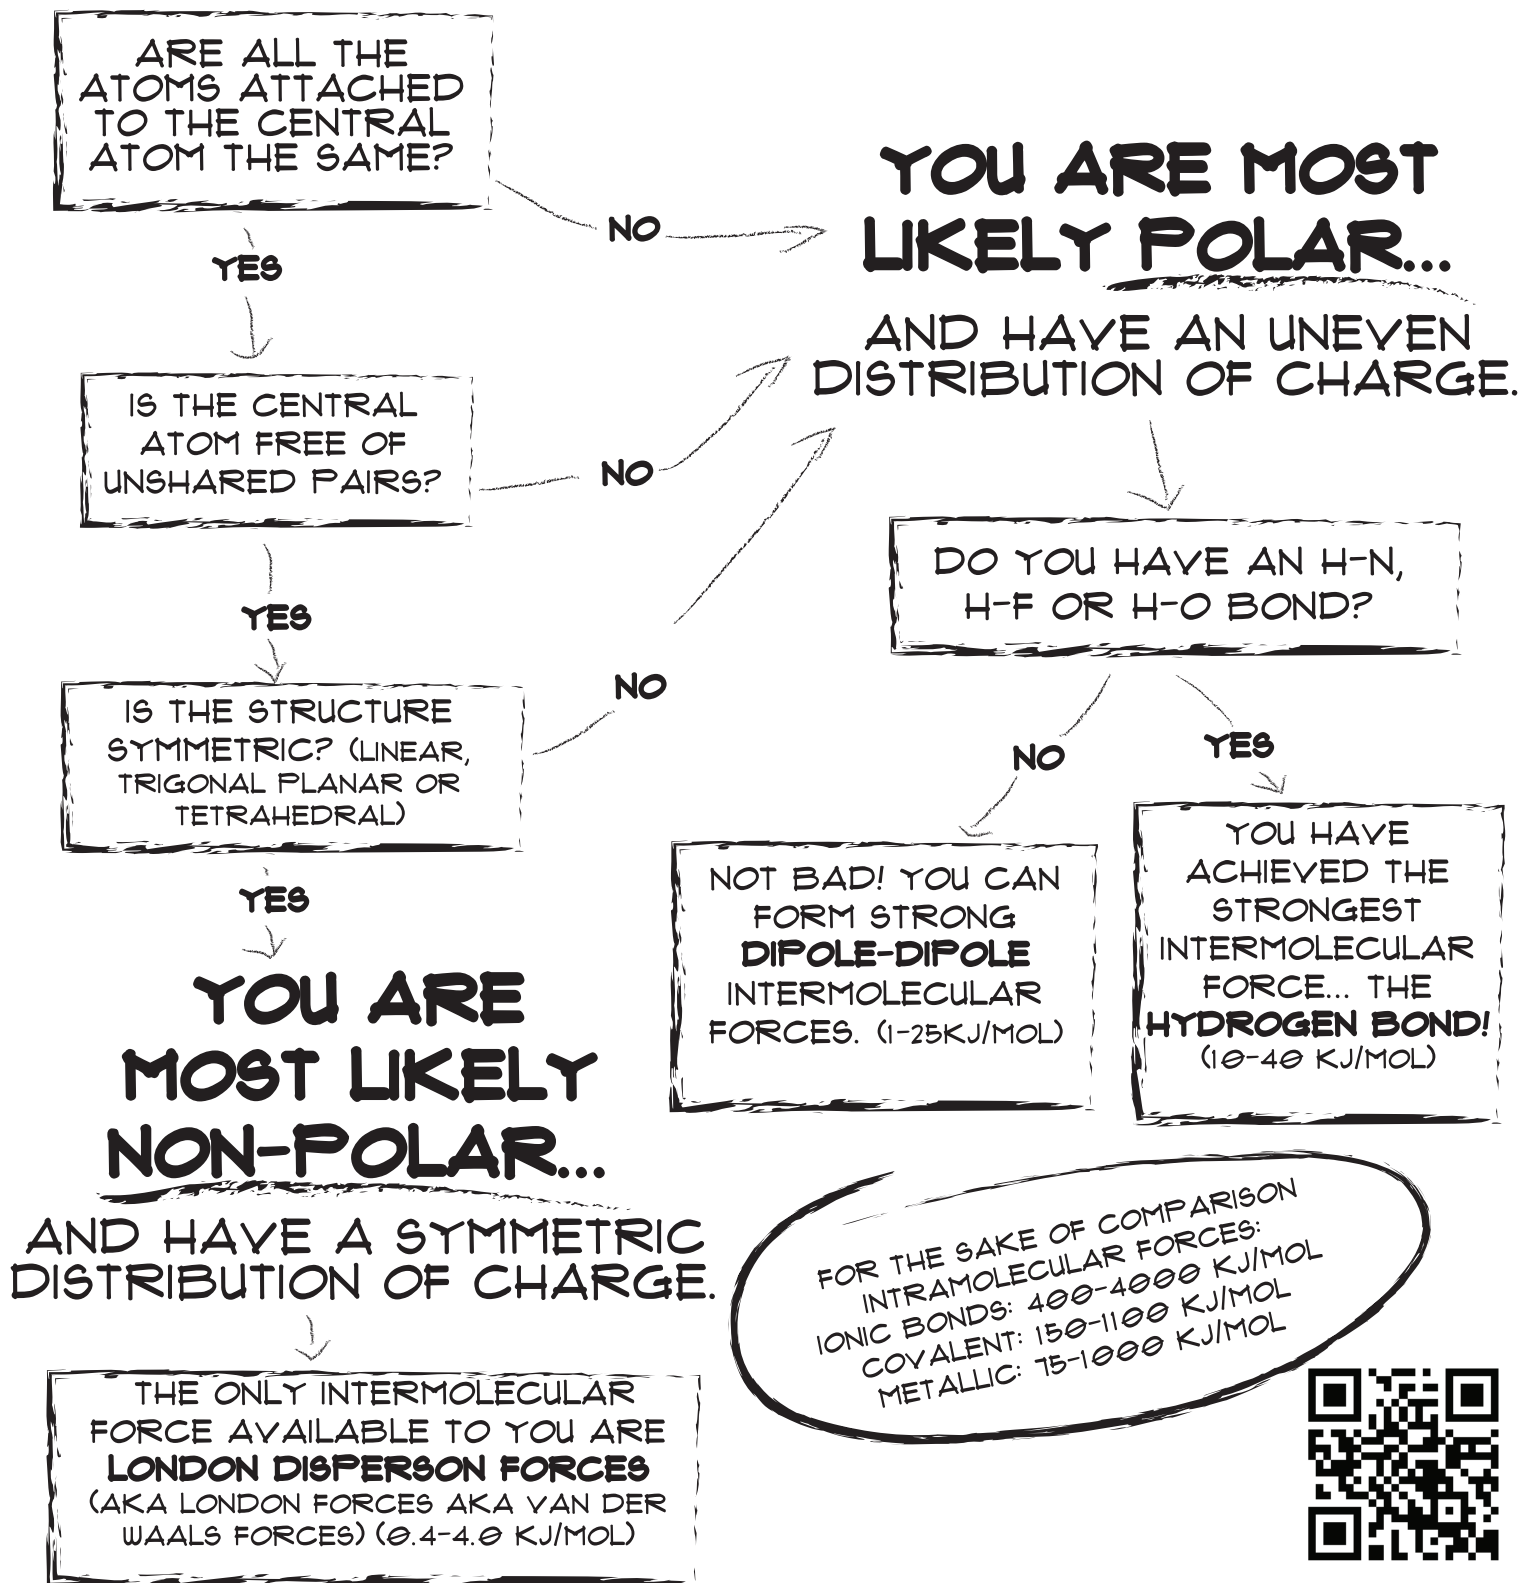 ARE ALL THE
ATOMS ATTACHED
TO THE CENTRAL
ATOM THE SAME?
NO
YES
IS THE CENTRAL
ATOM FREE OF
UNSHARED PAIRS?
NO
YES
IS THE STRUCTURE
SYMMETRIC? (LINEAR,
TRIGONAL PLANAR OR
TETRAHEDRAL)
NO
YES
YOU ARE
MOST LIKELY
NON-POLAR...
AND HAVE A SYMMETRIC
DISTRIBUTION OF CHARGE.
THE ONLY INTERMOLECULAR
FORCE AVAILABLE TO YOU ARE
LONDON DISPERSON FORCES
(AKA LONDON FORCES AKA VAN DER
WAALS FORCES) (0.4-4.0 KJ/MOL)
YOU ARE MOST
LIKELY POLAR...
AND HAVE AN UNEVEN
DISTRIBUTION OF CHARGE.
DO YOU HAVE AN H-N,
H-F OR H-O BOND?
NO
YES
NOT BAD! YOU CAN
FORM STRONG
DIPOLE-DIPOLE
INTERMOLECULAR
FORCES. (1-25KJ/MOL)
YOU HAVE
ACHIEVED THE
STRONGEST
INTERMOLECULAR
FORCE... THE
HYDROGEN BOND!
(10-40 KJ/MOL)
FOR THE SAKE OF COMPARISON
INTRAMOLECULAR FORCES:
IONIC BONDS: 400-4000 KJ/MOL
COVALENT: 150-1100 KJ/MOL
METALLIC: 75-1000 KJ/MOL